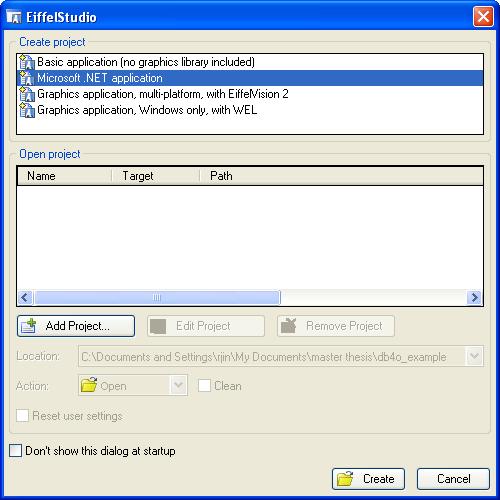 EiffelStudio
Create project
Basic application (no graphics library included)
Microsoft .NET application
Graphics application, multi-platform, with EiffelVision 2
Graphics application, Windows only, with WEL
Open project
Name Target Path
Add Project... Edit Project Remove Project
Location: C:\Documents and Settings\rjin\My Documents\master thesis\db4o_example
Action: Open Clean
Reset user settings
Don't show this dialog at startup
Create Cancel